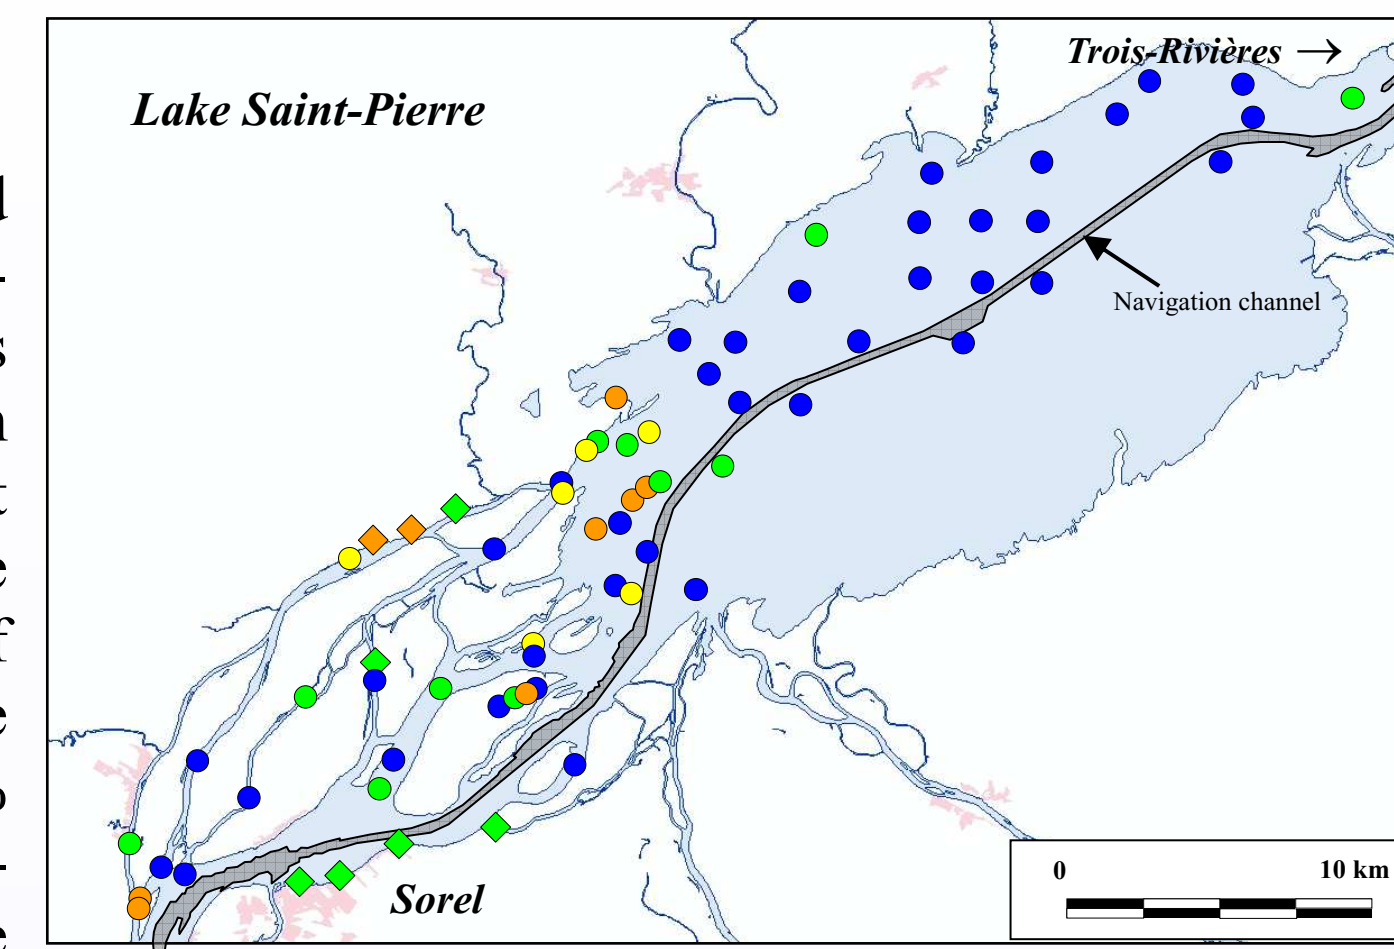 Trois-Rivières →
Lake Saint-Pierre
Navigation channel
0 10 km
Sorel